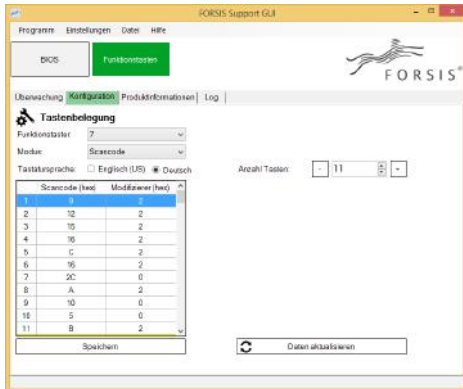 FORSIS Support GUI
Programm Einstellungen Datei Hilfe
BIOS
Funktionstasten
FORSIS®
Überwachung Konfiguration Produktinformationen Log
Tastenbelegung
Funktionstaster: 7
Modus: Scancode
Tastatursprache: Englisch (US) Deutsch
Anzahl Tasten: - 11 +
Scancode (hex) Modifizierer (hex)
1 9 2
2 12 2
3 15 2
4 16 2
5 C 2
6 16 2
7 2C 0
8 A 2
9 10 0
10 5 0
11 B 2
Speichern
Daten aktualisieren